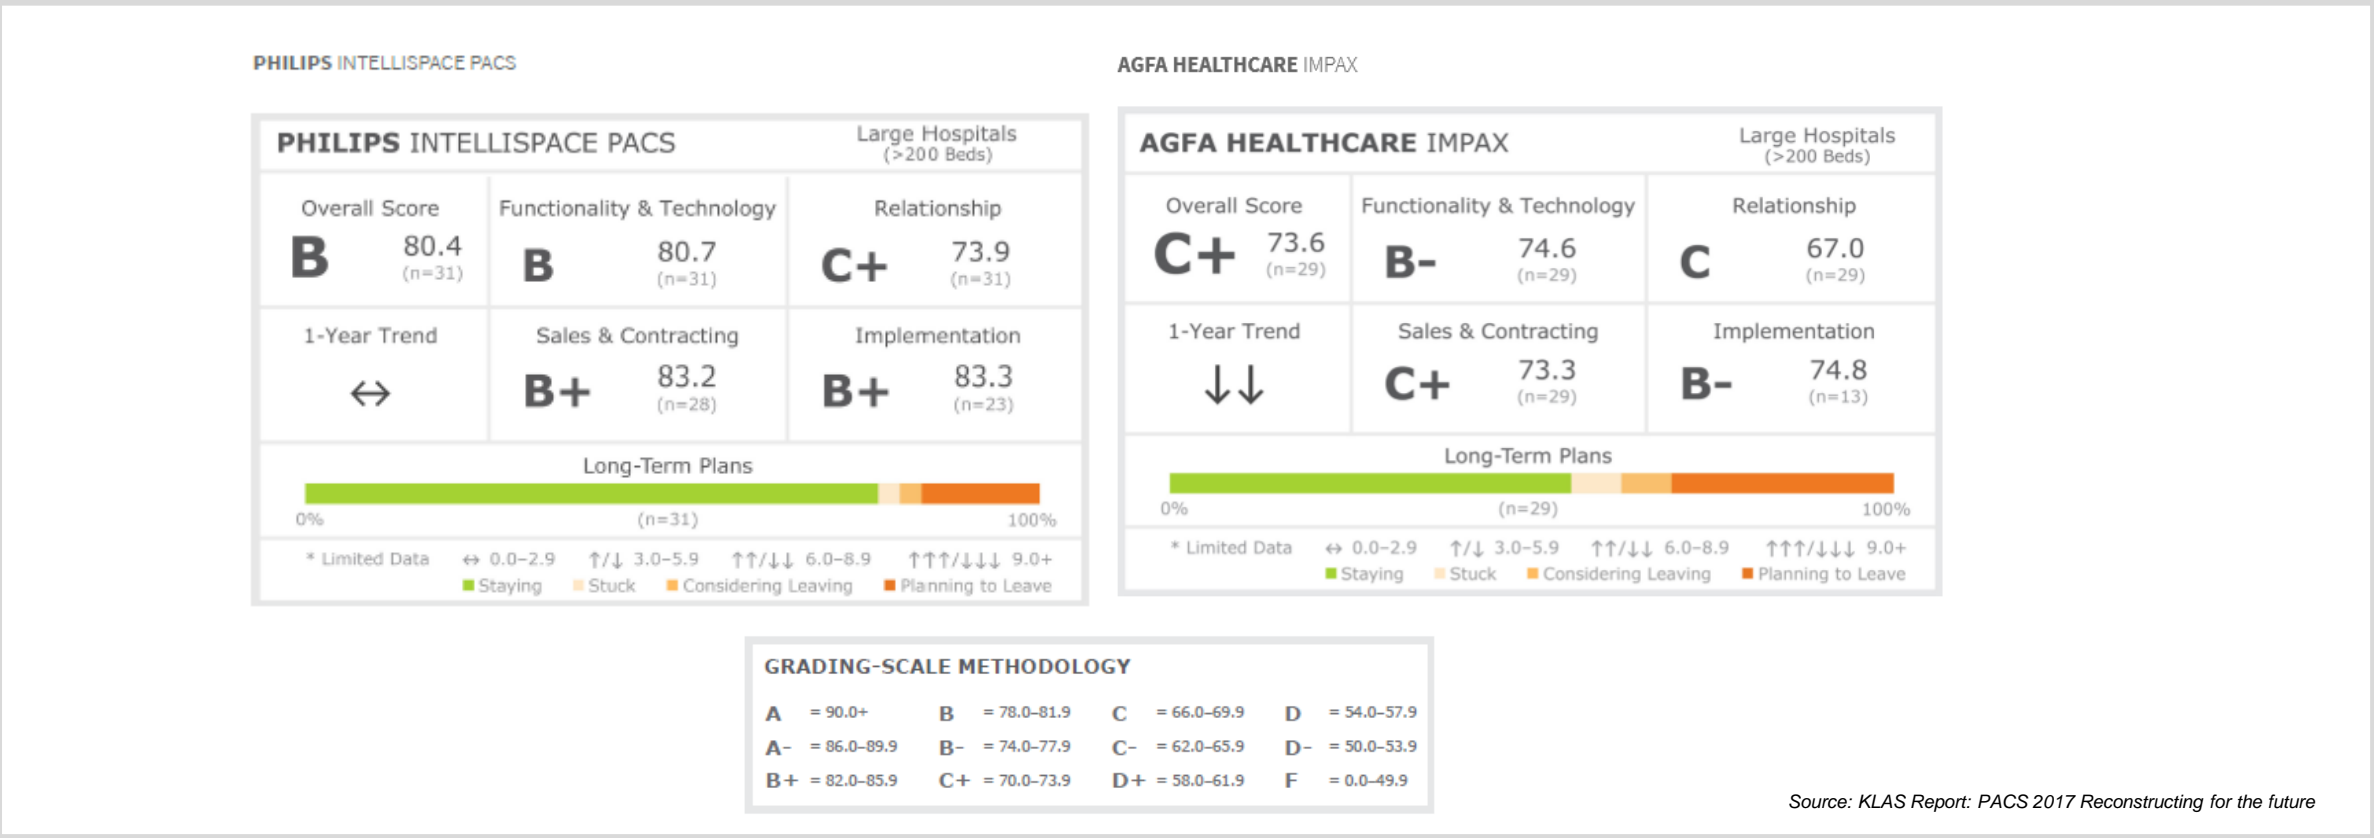 PHILIPS INTELLISPACE PACS
PHILIPS INTELLISPACE PACS
Large Hospitals
(>200 Beds)
Overall Score
B 80.4
(n=31)
Functionality & Technology
B 80.7
(n=31)
Relationship
C+ 73.9
(n=31)
1-Year Trend
↔
Sales & Contracting
B+ 83.2
(n=28)
Implementation
B+ 83.3
(n=23)
Long-Term Plans
0% (n=31) 100%
* Limited Data ↔ 0.0–2.9 ↑/↓ 3.0–5.9 ↑↑/↓↓ 6.0–8.9 ↑↑↑/↓↓↓ 9.0+
Staying Stuck Considering Leaving Planning to Leave
AGFA HEALTHCARE IMPAX
AGFA HEALTHCARE IMPAX
Large Hospitals
(>200 Beds)
Overall Score
C+ 73.6
(n=29)
Functionality & Technology
B- 74.6
(n=29)
Relationship
C 67.0
(n=29)
1-Year Trend
↓↓
Sales & Contracting
C+ 73.3
(n=29)
Implementation
B- 74.8
(n=13)
Long-Term Plans
0% (n=29) 100%
* Limited Data ↔ 0.0–2.9 ↑/↓ 3.0–5.9 ↑↑/↓↓ 6.0–8.9 ↑↑↑/↓↓↓ 9.0+
Staying Stuck Considering Leaving Planning to Leave
GRADING-SCALE METHODOLOGY
A = 90.0+ B = 78.0–81.9 C = 66.0–69.9 D = 54.0–57.9
A- = 86.0–89.9 B- = 74.0–77.9 C- = 62.0–65.9 D- = 50.0–53.9
B+ = 82.0–85.9 C+ = 70.0–73.9 D+ = 58.0–61.9 F = 0.0–49.9
Source: KLAS Report: PACS 2017 Reconstructing for the future